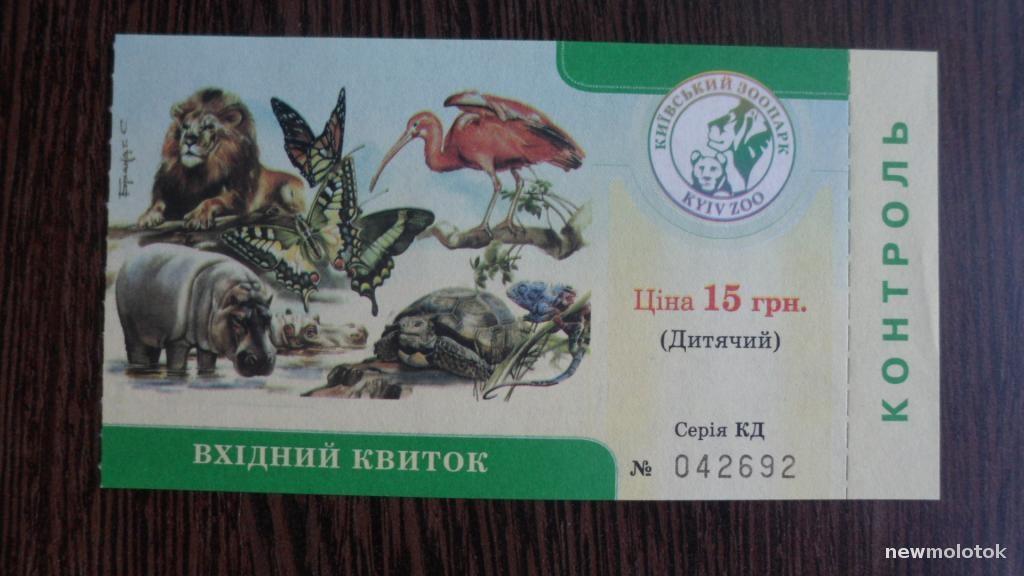 КИЇВСЬКИЙ ЗООПАРК
KYIV ZOO
Ціна 15 грн.
(Дитячий)
Серія КД
№ 042692
ВХІДНИЙ КВИТОК
КОНТРОЛЬ
newmolotok